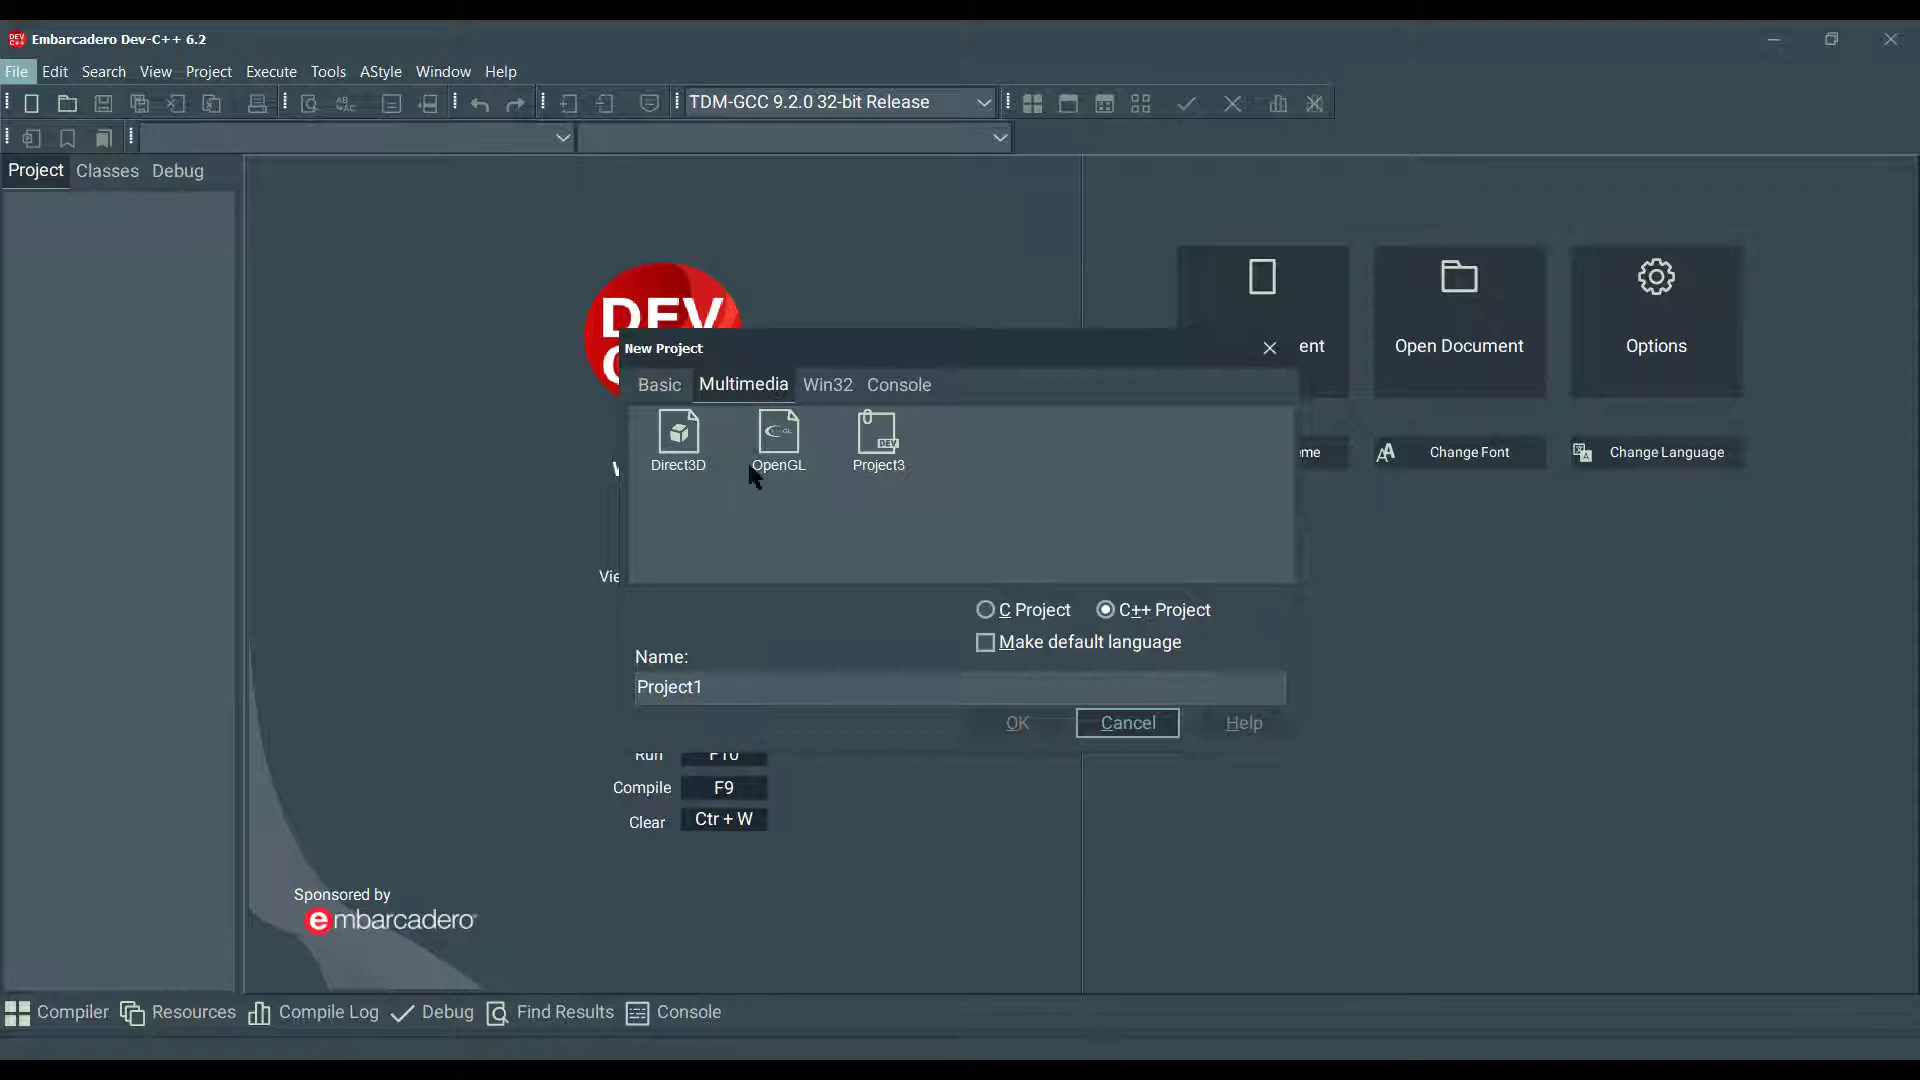 Embarcadero Dev-C++ 6.2
File Edit Search View Project Execute Tools AStyle Window Help
TDM-GCC 9.2.0 32-bit Release
Project Classes Debug
DEV
ent
Open Document
Options
New Project
Basic Multimedia Win32 Console
Direct3D OpenGL Project3
me
Change Font
Change Language
C Project C++ Project
Make default language
Name:
Project1
OK Cancel Help
Run F10
Compile F9
Clear Ctr + W
Sponsored by
embarcadero
Compiler Resources Compile Log Debug Find Results Console